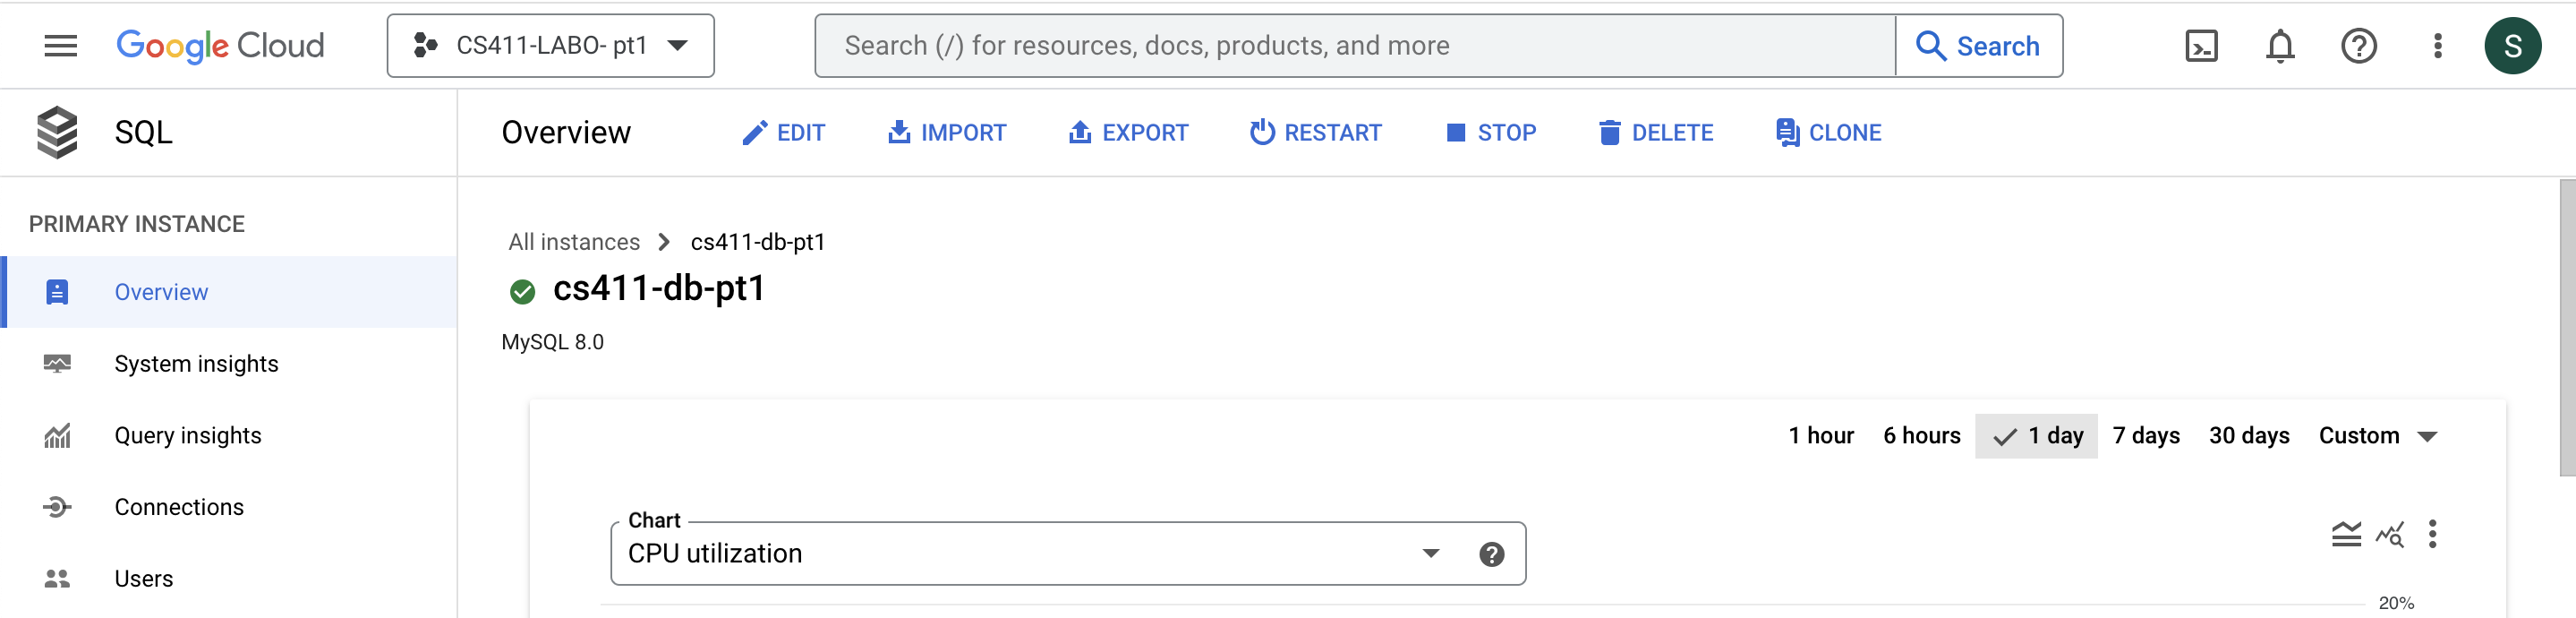 Google Cloud
CS411-LABO- pt1
Search (/) for resources, docs, products, and more
Search
S
SQL
Overview
EDIT
IMPORT
EXPORT
RESTART
STOP
DELETE
CLONE
PRIMARY INSTANCE
Overview
System insights
Query insights
Connections
Users
All instances
cs411-db-pt1
cs411-db-pt1
MySQL 8.0
1 hour
6 hours
1 day
7 days
30 days
Custom
Chart
CPU utilization
20%